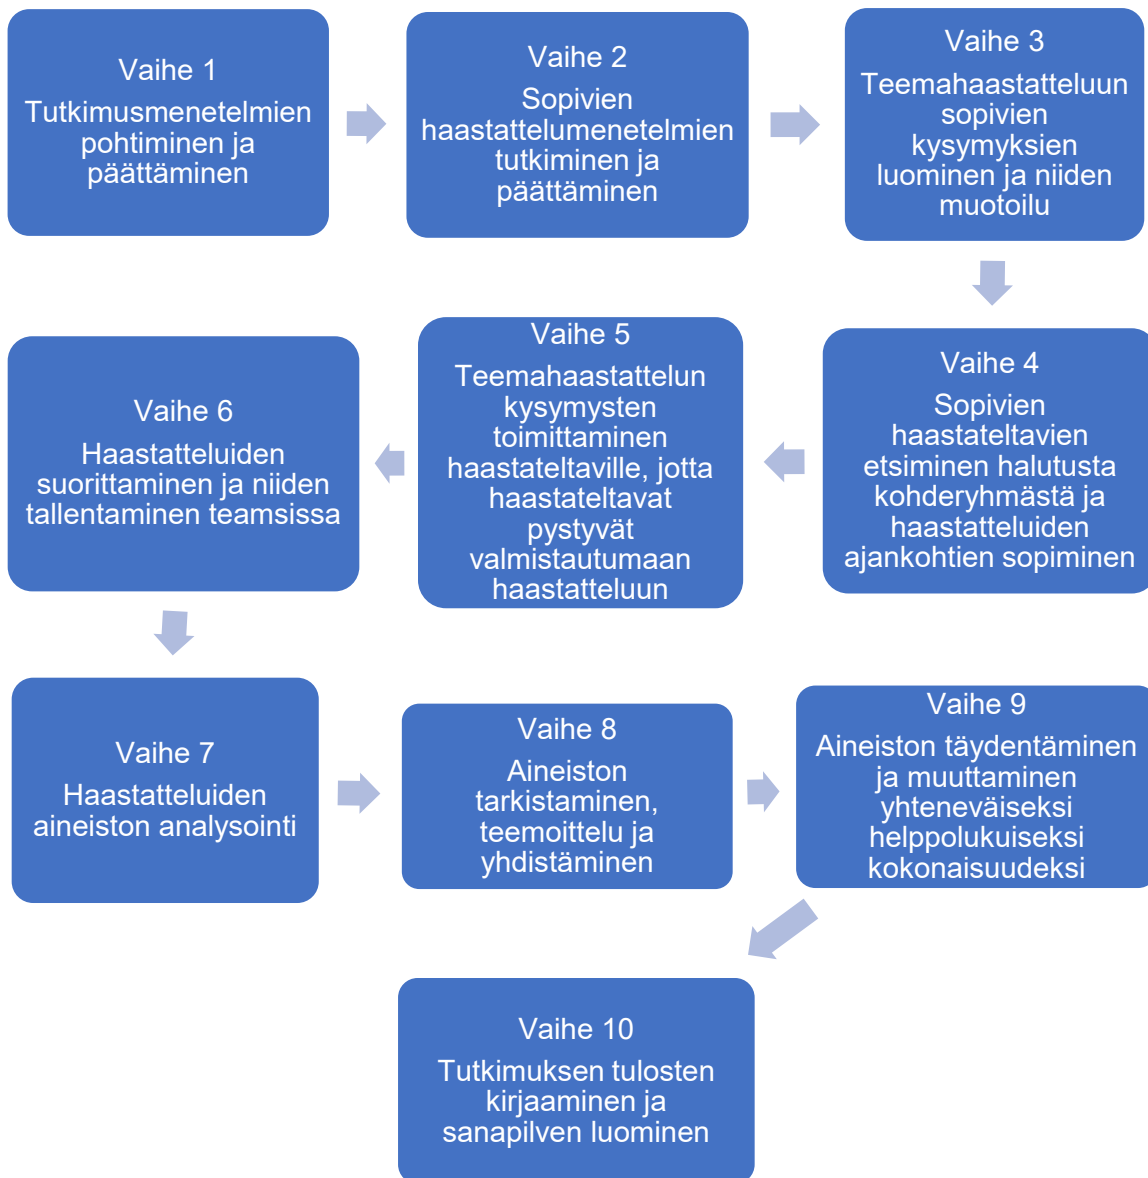 Vaihe 1
Tutkimusmenetelmien
pohtiminen ja
päättäminen
Vaihe 2
Sopivien
haastattelumenetelmien
tutkiminen ja
päättäminen
Vaihe 3
Teemahaastatteluun
sopivien
kysymyksien
luominen ja niiden
muotoilu
Vaihe 4
Sopivien
haastateltavien
etsiminen halutusta
kohderyhmästä ja
haastatteluiden
ajankohtien sopiminen
Vaihe 5
Teemahaastattelun
kysymysten
toimittaminen
haastateltaville, jotta
haastateltavat
pystyvät
valmistautumaan
haastatteluun
Vaihe 6
Haastatteluiden
suorittaminen ja niiden
tallentaminen teamsissa
Vaihe 7
Haastatteluiden
aineiston analysointi
Vaihe 8
Aineiston
tarkistaminen,
teemoittelu ja
yhdistäminen
Vaihe 9
Aineiston täydentäminen
ja muuttaminen
yhteneväiseksi
helppolukuiseksi
kokonaisuudeksi
Vaihe 10
Tutkimuksen tulosten
kirjaaminen ja
sanapilven luominen